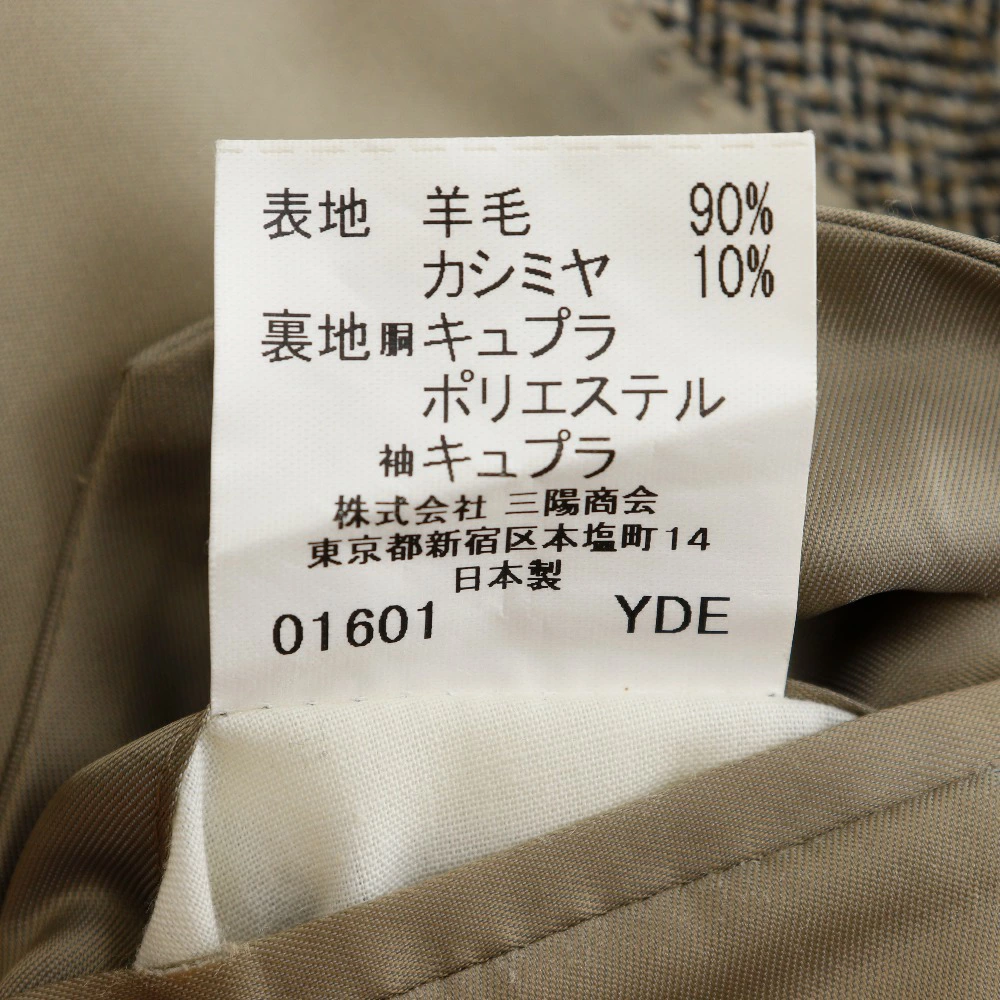 表地 羊毛 90%
カシミヤ 10%
裏地 胴 キュプラ
ポリエステル
袖 キュプラ
株式会社 三陽商会
東京都新宿区本塩町14
日本製
01601 YDE